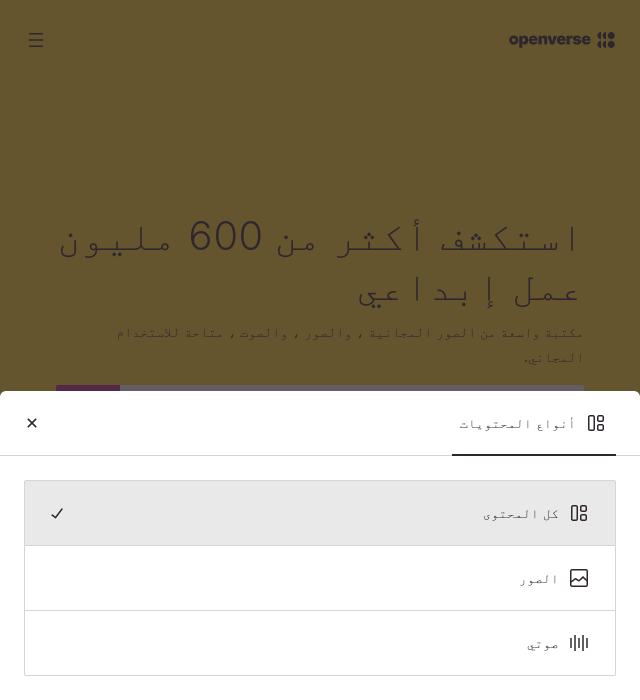 openverse
استكشف أكثر من 600 مليون
عمل إبداعي
مكتبة واسعة من الصور المجانية ، والصور ، والصوت ، متاحة للاستخدام
المجاني.
أنواع المحتويات
كل المحتوى
الصور
صوتي